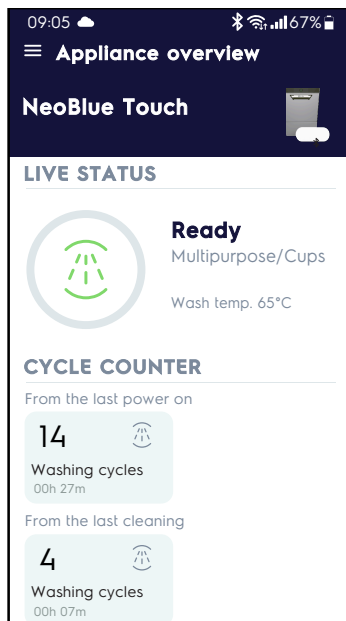 09:05 67%
Appliance overview
NeoBlue Touch
LIVE STATUS
Ready
Multipurpose/Cups
Wash temp. 65°C
CYCLE COUNTER
From the last power on
14
Washing cycles
00h 27m
From the last cleaning
4
Washing cycles
00h 07m